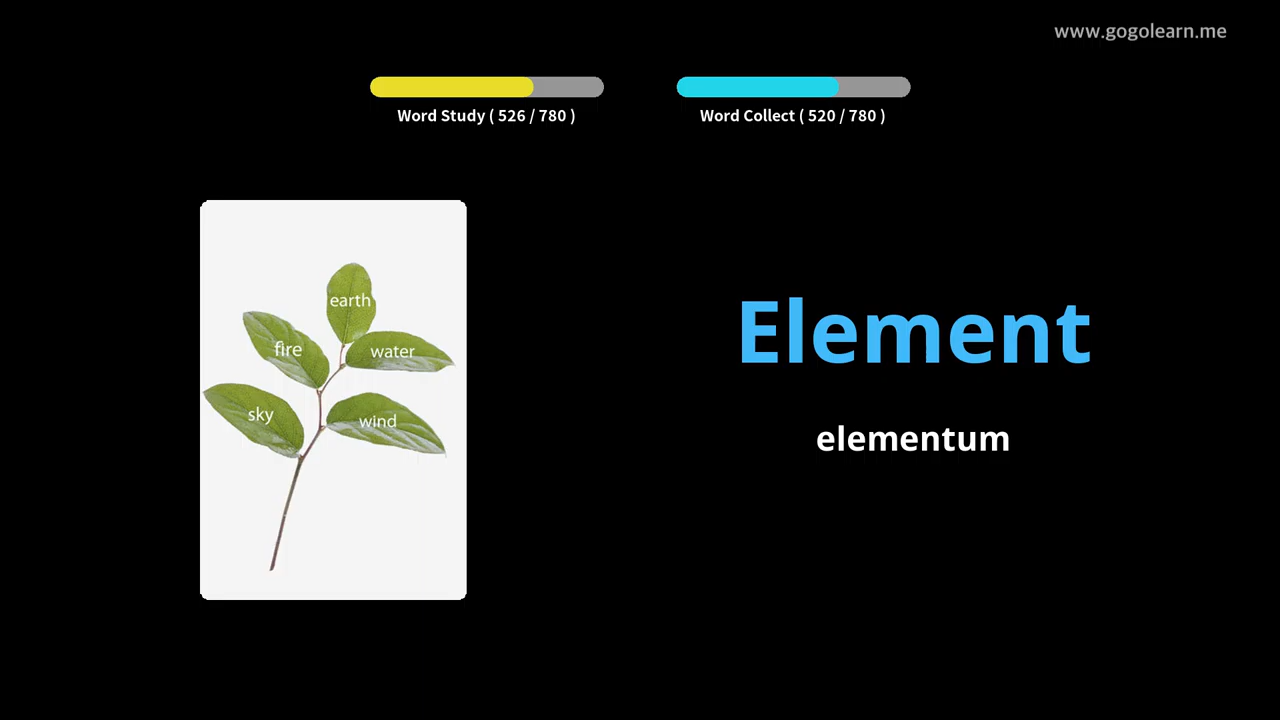 www.gogolearn.me
Word Study ( 526 / 780 )
Word Collect ( 520 / 780 )
earth
fire
water
sky
wind
Element
elementum